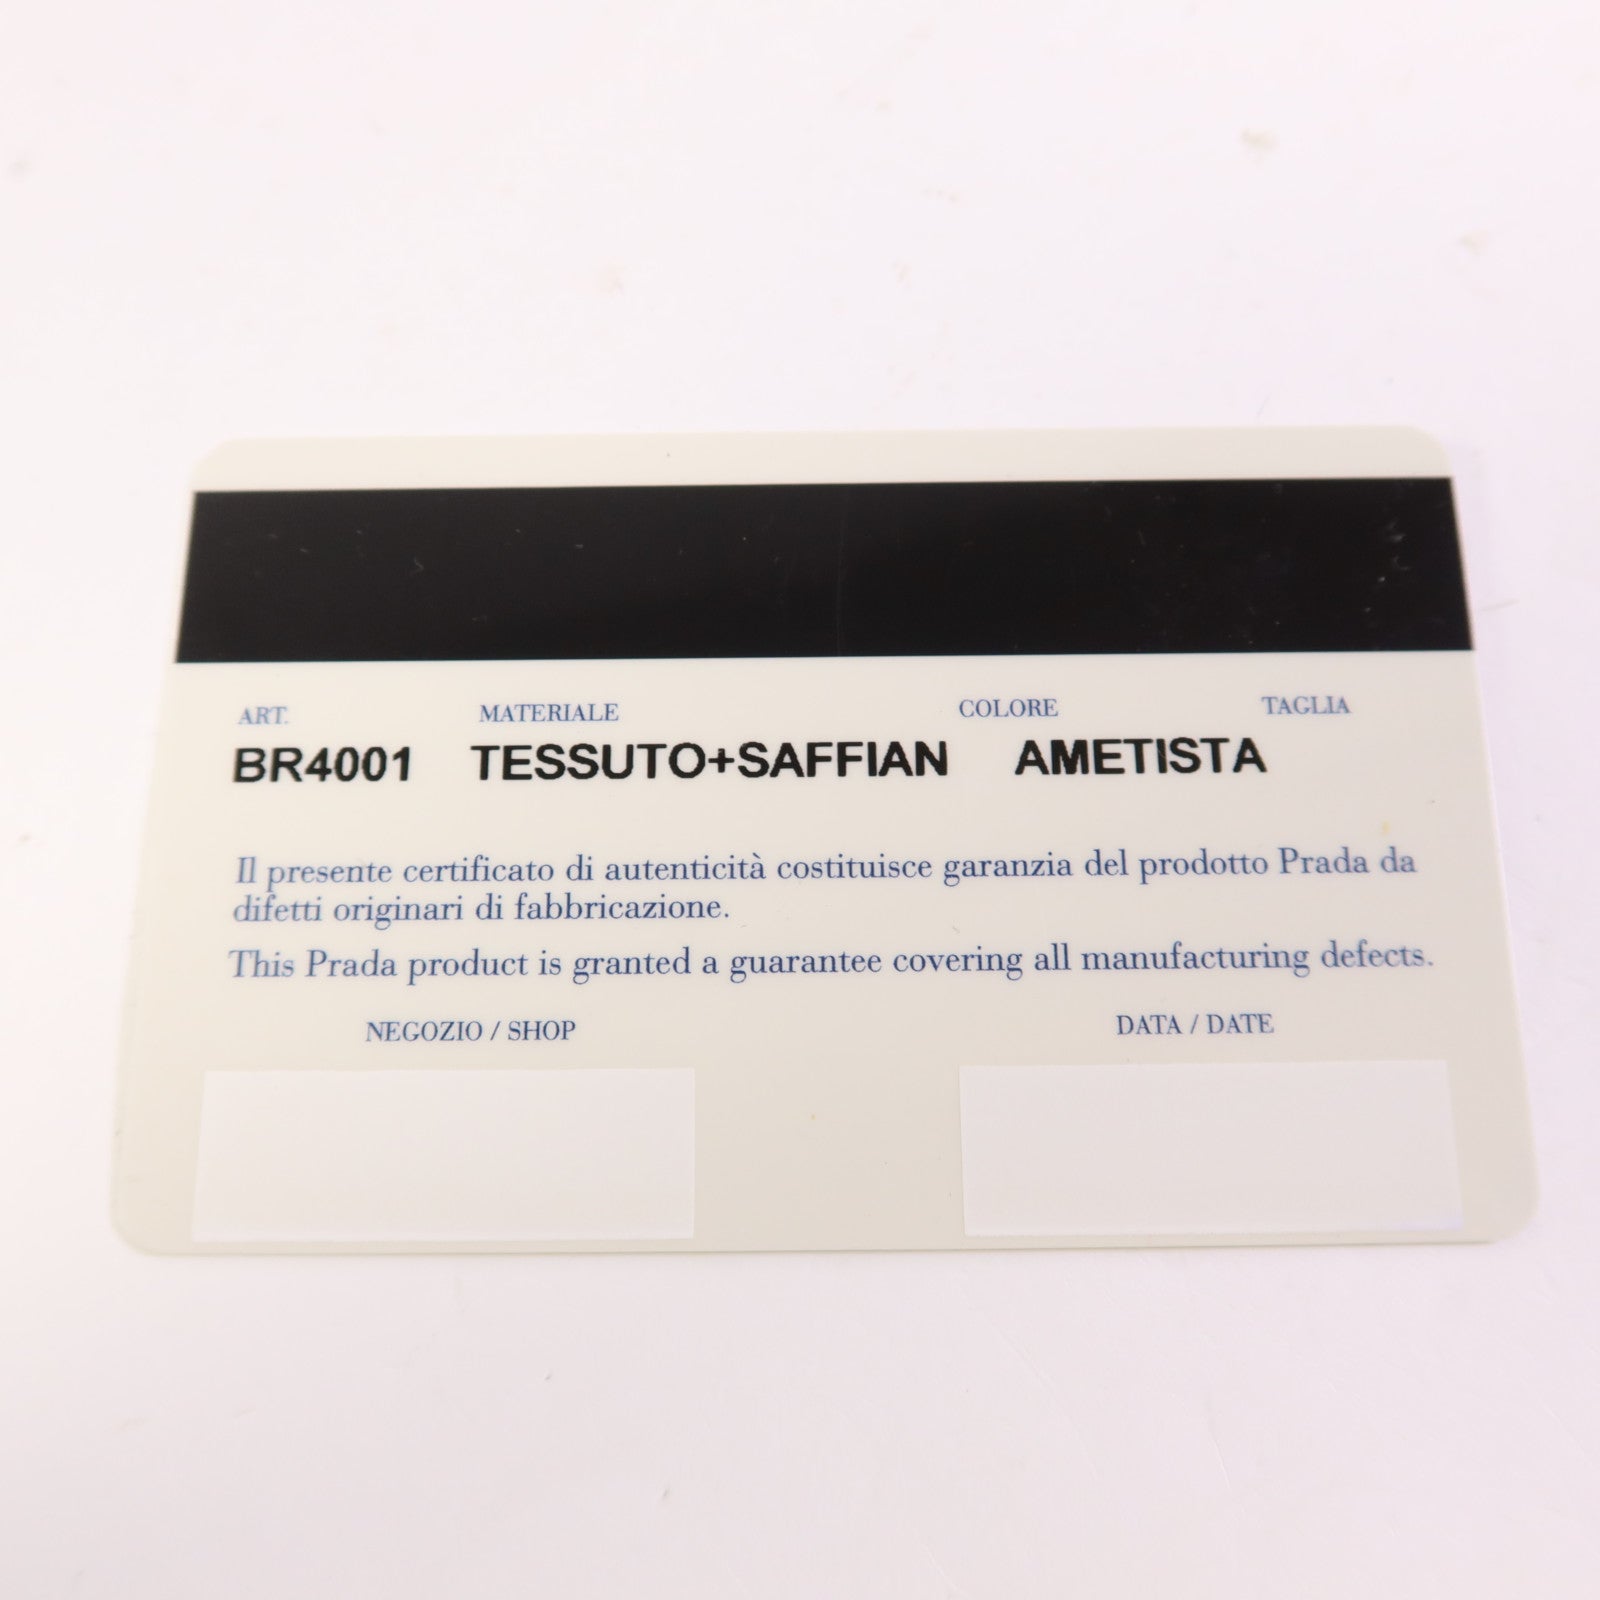 ART. MATERIALE COLORE TAGLIA
BR4001 TESSUTO+SAFFIAN AMETISTA
Il presente certificato di autenticità costituisce garanzia del prodotto Prada da
difetti originari di fabbricazione.
This Prada product is granted a guarantee covering all manufacturing defects.
NEGOZIO / SHOP DATA / DATE